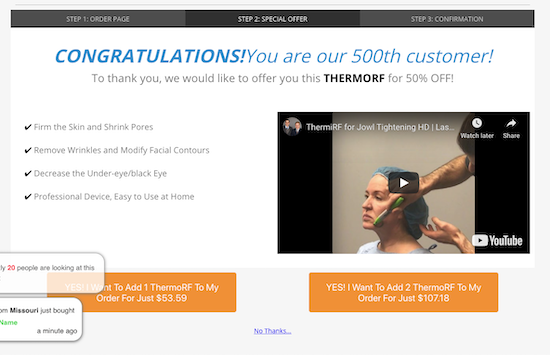 STEP 1: ORDER PAGE
STEP 2: SPECIAL OFFER
STEP 3: CONFIRMATION
CONGRATULATIONS!You are our 500th customer!
To thank you, we would like to offer you this THERMORF for 50% OFF!
✔ Firm the Skin and Shrink Pores
✔ Remove Wrinkles and Modify Facial Contours
✔ Decrease the Under-eye/black Eye
✔ Professional Device, Easy to Use at Home
ThermiRF for Jowl Tightening HD | Las...
Watch later
Share
YouTube
ly 20 people are looking at this
om Missouri just bought
Name
a minute ago
YES! I Want To Add 1 ThermoRF To My
Order For Just $53.59
YES! I Want To Add 2 ThermoRF To My
Order For Just $107.18
No Thanks...